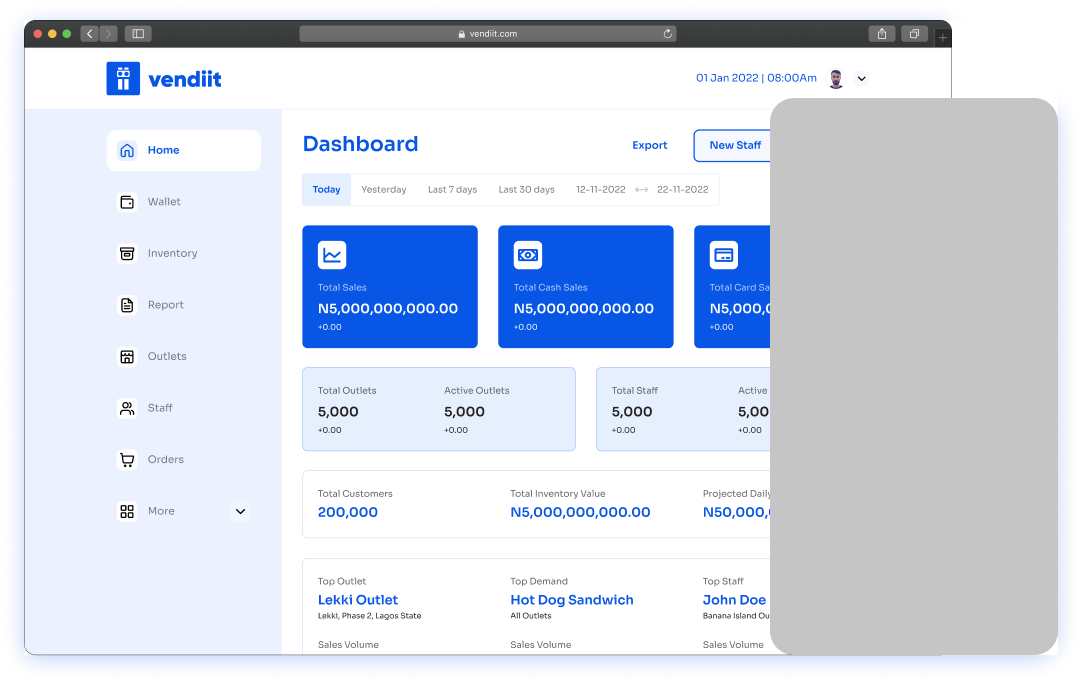 vendiit.com
vendiit
01 Jan 2022 | 08:00Am
Home
Wallet
Inventory
Report
Outlets
Staff
Orders
More
Dashboard
Export
New Staff
Today Yesterday Last 7 days Last 30 days 12-11-2022 22-11-2022
Total Sales
N5,000,000,000.00
+0.00
Total Cash Sales
N5,000,000,000.00
+0.00
Total Card Sa
N5,000,
+0.00
Total Outlets
5,000
+0.00
Active Outlets
5,000
+0.00
Total Staff
5,000
+0.00
Active
5,00
+0.00
Total Customers
200,000
Total Inventory Value
N5,000,000,000.00
Projected Daily
N50,000,
Top Outlet
Lekki Outlet
Lekki, Phase 2, Lagos State
Sales Volume
Top Demand
Hot Dog Sandwich
All Outlets
Sales Volume
Top Staff
John Doe
Banana Island Ou
Sales Volume